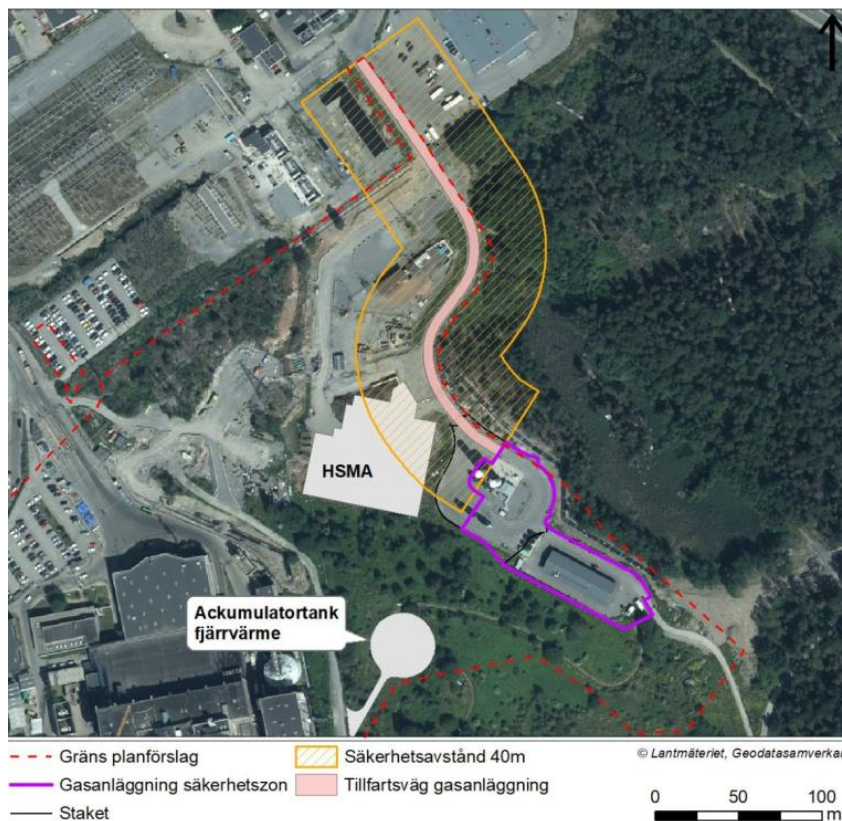 HSMA
Ackumulatortank
fjärrvärme
Gräns planförslag
Säkerhetsavstånd 40m
© Lantmäteriet, Geodatasamverkan
Gasanläggning säkerhetszon
Tillfartsväg gasanläggning
Staket
0 50 100
m